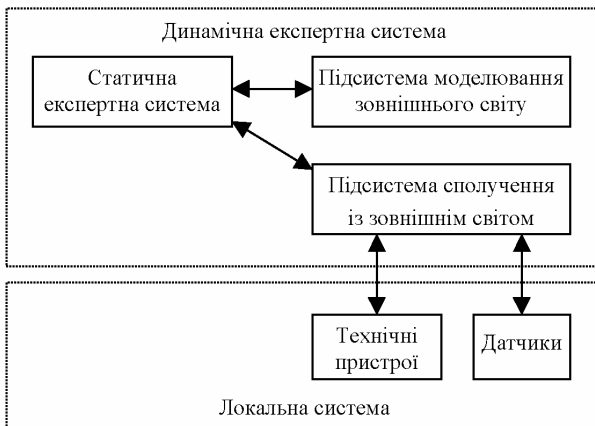 Динамічна експертна система
Статична
експертна система
Підсистема моделювання
зовнішнього світу
Підсистема сполучення
із зовнішнім світом
Технічні
пристрої
Датчики
Локальна система